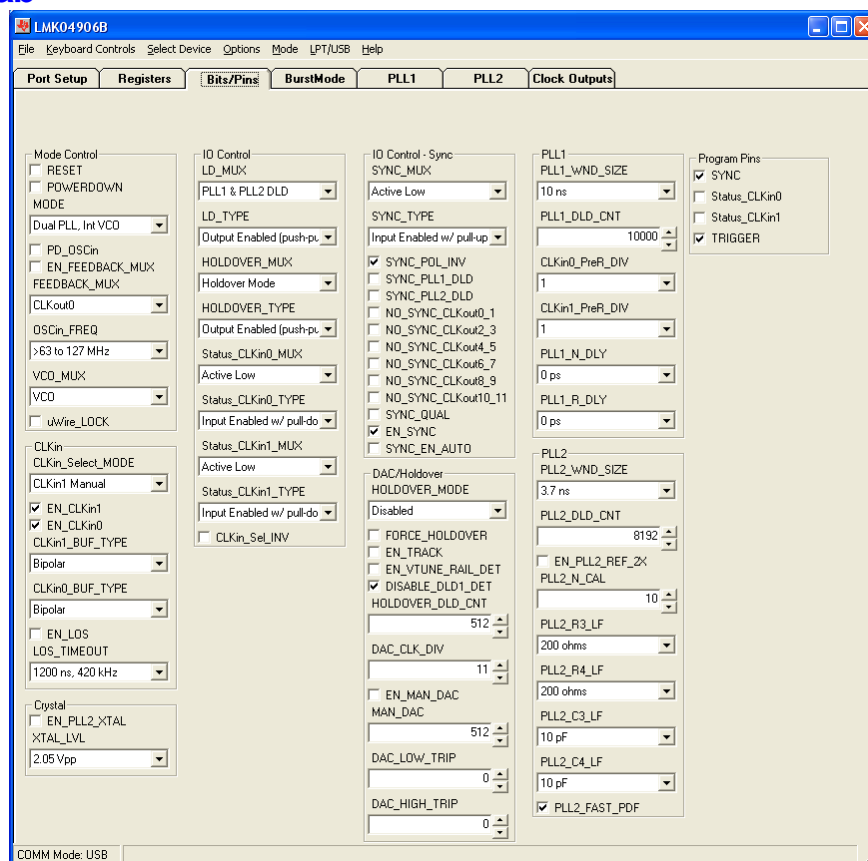 LMK04906B
File Keyboard Controls Select Device Options Mode LPT/USB Help
Port Setup Registers Bits/Pins BurstMode PLL1 PLL2 Clock Outputs
Mode Control
RESET
POWERDOWN
MODE
Dual PLL, Int VCO
PD_OSCin
EN_FEEDBACK_MUX
FEEDBACK_MUX
CLKout0
OSCin_FREQ
>63 to 127 MHz
VCO_MUX
VCO
uWire_LOCK
CLKin
CLKin_Select_MODE
CLKin1 Manual
EN_CLKin1
EN_CLKin0
CLKin1_BUF_TYPE
Bipolar
CLKin0_BUF_TYPE
Bipolar
EN_LOS
LOS_TIMEOUT
1200 ns, 420 kHz
Crystal
EN_PLL2_XTAL
XTAL_LVL
2.05 Vpp
IO Control
LD_MUX
PLL1 & PLL2 DLD
LD_TYPE
Output Enabled (push-pu
HOLDOVER_MUX
Holdover Mode
HOLDOVER_TYPE
Output Enabled (push-pu
Status_CLKin0_MUX
Active Low
Status_CLKin0_TYPE
Input Enabled w/ pull-do
Status_CLKin1_MUX
Active Low
Status_CLKin1_TYPE
Input Enabled w/ pull-do
CLKin_Sel_INV
IO Control - Sync
SYNC_MUX
Active Low
SYNC_TYPE
Input Enabled w/ pull-up
SYNC_POL_INV
SYNC_PLL1_DLD
SYNC_PLL2_DLD
NO_SYNC_CLKout0_1
NO_SYNC_CLKout2_3
NO_SYNC_CLKout4_5
NO_SYNC_CLKout6_7
NO_SYNC_CLKout8_9
NO_SYNC_CLKout10_11
SYNC_QUAL
EN_SYNC
SYNC_EN_AUTO
DAC/Holdover
HOLDOVER_MODE
Disabled
FORCE_HOLDOVER
EN_TRACK
EN_VTUNE_RAIL_DET
DISABLE_DLD1_DET
HOLDOVER_DLD_CNT
512
DAC_CLK_DIV
11
EN_MAN_DAC
MAN_DAC
512
DAC_LOW_TRIP
0
DAC_HIGH_TRIP
0
PLL1
PLL1_WND_SIZE
10 ns
PLL1_DLD_CNT
10000
CLKin0_PreR_DIV
1
CLKin1_PreR_DIV
1
PLL1_N_DLY
0 ps
PLL1_R_DLY
0 ps
PLL2
PLL2_WND_SIZE
3.7 ns
PLL2_DLD_CNT
8192
EN_PLL2_REF_2X
PLL2_N_CAL
10
PLL2_R3_LF
200 ohms
PLL2_R4_LF
200 ohms
PLL2_C3_LF
10 pF
PLL2_C4_LF
10 pF
PLL2_FAST_PDF
Program Pins
SYNC
Status_CLKin0
Status_CLKin1
TRIGGER
COMM Mode: USB